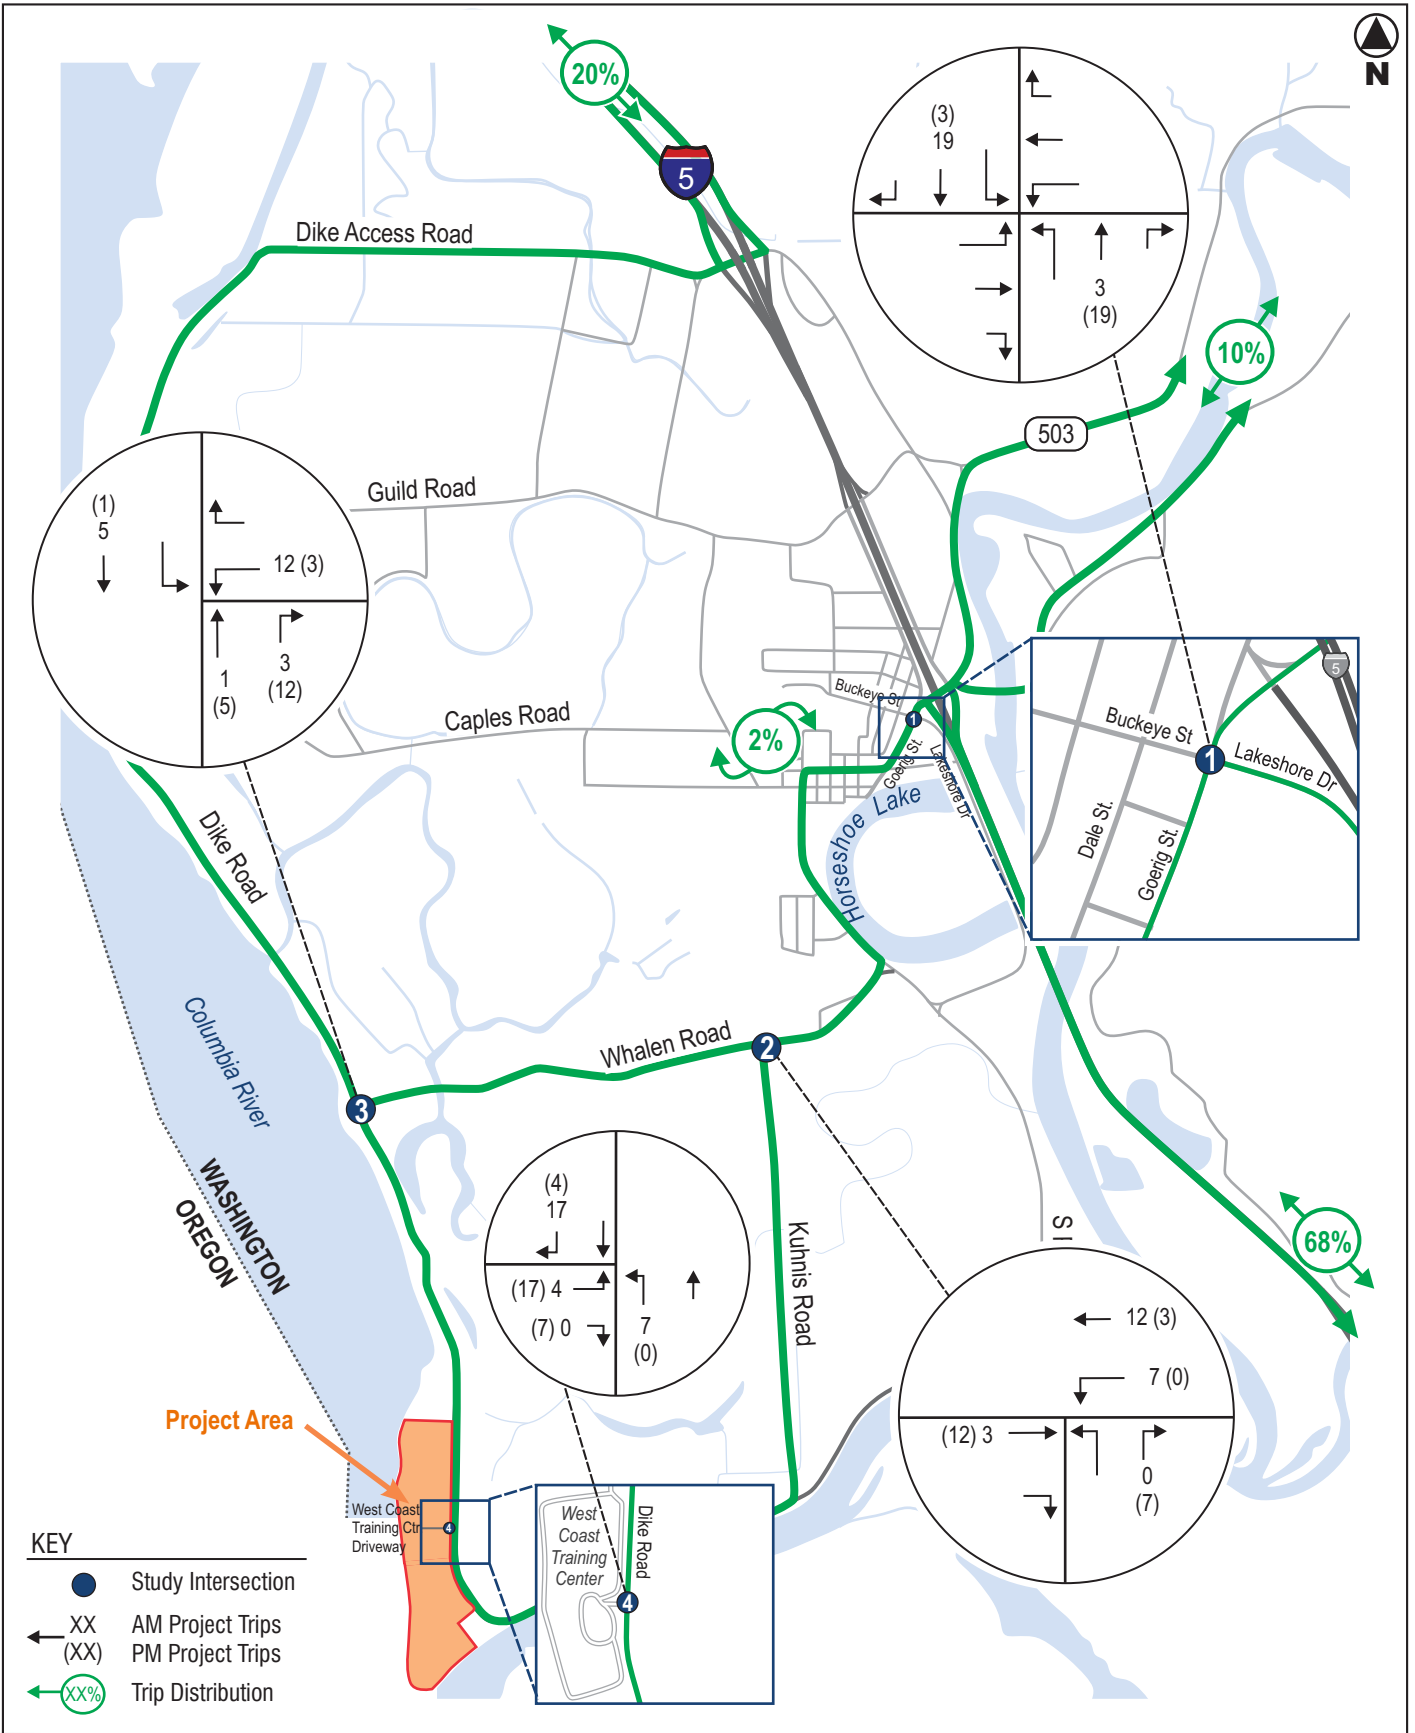 N
20%
5
(3)
19
3
(19)
Dike Access Road
10%
503
Guild Road
(1)
5
12 (3)
1
(5)
3
(12)
Buckeye St
Caples Road
2%
1
Goerig St.
Lakeshore Dr
Horseshoe Lake
5
Buckeye St
1
Lakeshore Dr
Dale St.
Goerig St.
Dike Road
Columbia River
Whalen Road
2
3
WASHINGTON
OREGON
(4)
17
(17) 4
(7) 0
7
(0)
Kuhnis Road
S I
68%
12 (3)
7 (0)
(12) 3
0
(7)
Project Area
West Coast
Training Ctr
Driveway
4
West
Coast
Training
Center
Dike Road
4
KEY
Study Intersection
XX AM Project Trips
(XX) PM Project Trips
XX% Trip Distribution